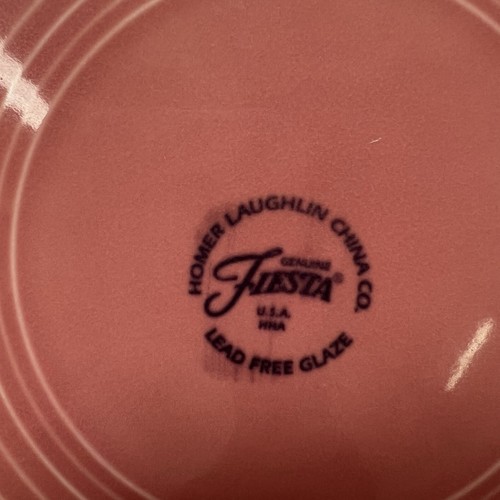 HOMER LAUGHLIN CHINA CO.
GENUINE
FIESTA®
U.S.A.
HHA
LEAD FREE GLAZE